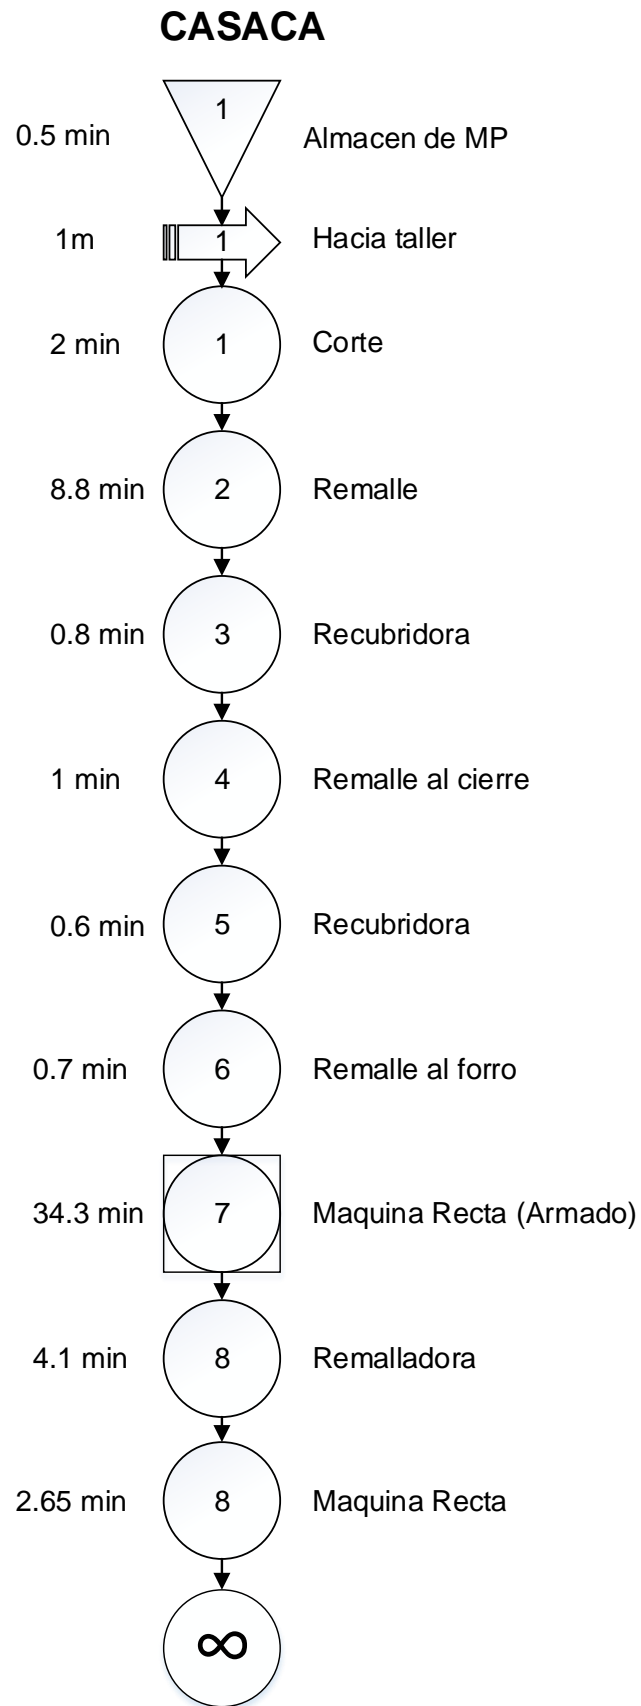 CASACA
0.5 min 1 Almacen de MP
1m 1 Hacia taller
2 min 1 Corte
8.8 min 2 Remalle
0.8 min 3 Recubridora
1 min 4 Remalle al cierre
0.6 min 5 Recubridora
0.7 min 6 Remalle al forro
34.3 min 7 Maquina Recta (Armado)
4.1 min 8 Remalladora
2.65 min 8 Maquina Recta
∞